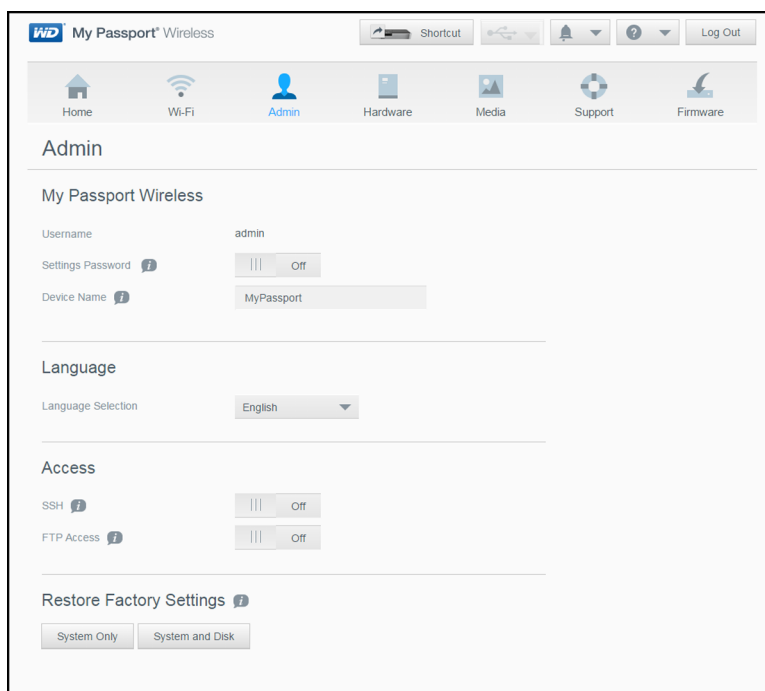 WD My Passport® Wireless
Shortcut
Log Out
Home Wi-Fi Admin Hardware Media Support Firmware
Admin
My Passport Wireless
Username admin
Settings Password i Off
Device Name i MyPassport
Language
Language Selection English
Access
SSH i Off
FTP Access i Off
Restore Factory Settings i
System Only System and Disk